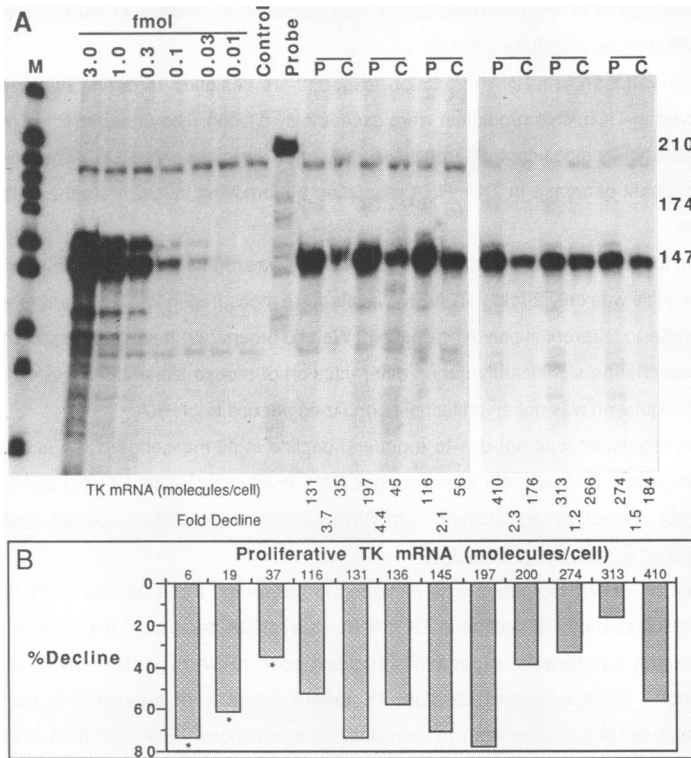 A
fmol
M
3.0
1.0
0.3
0.1
0.03
0.01
Control
Probe
P C P C P C P C P C P C
210
174
147
TK mRNA (molecules/cell)
131 35 197 45 116 56 410 176 313 266 274 184
Fold Decline
3.7 4.4 2.1 2.3 1.2 1.5
B
Proliferative TK mRNA (molecules/cell)
6 19 37 116 131 136 145 197 200 274 313 410
%Decline
0
20
40
60
80
* * *